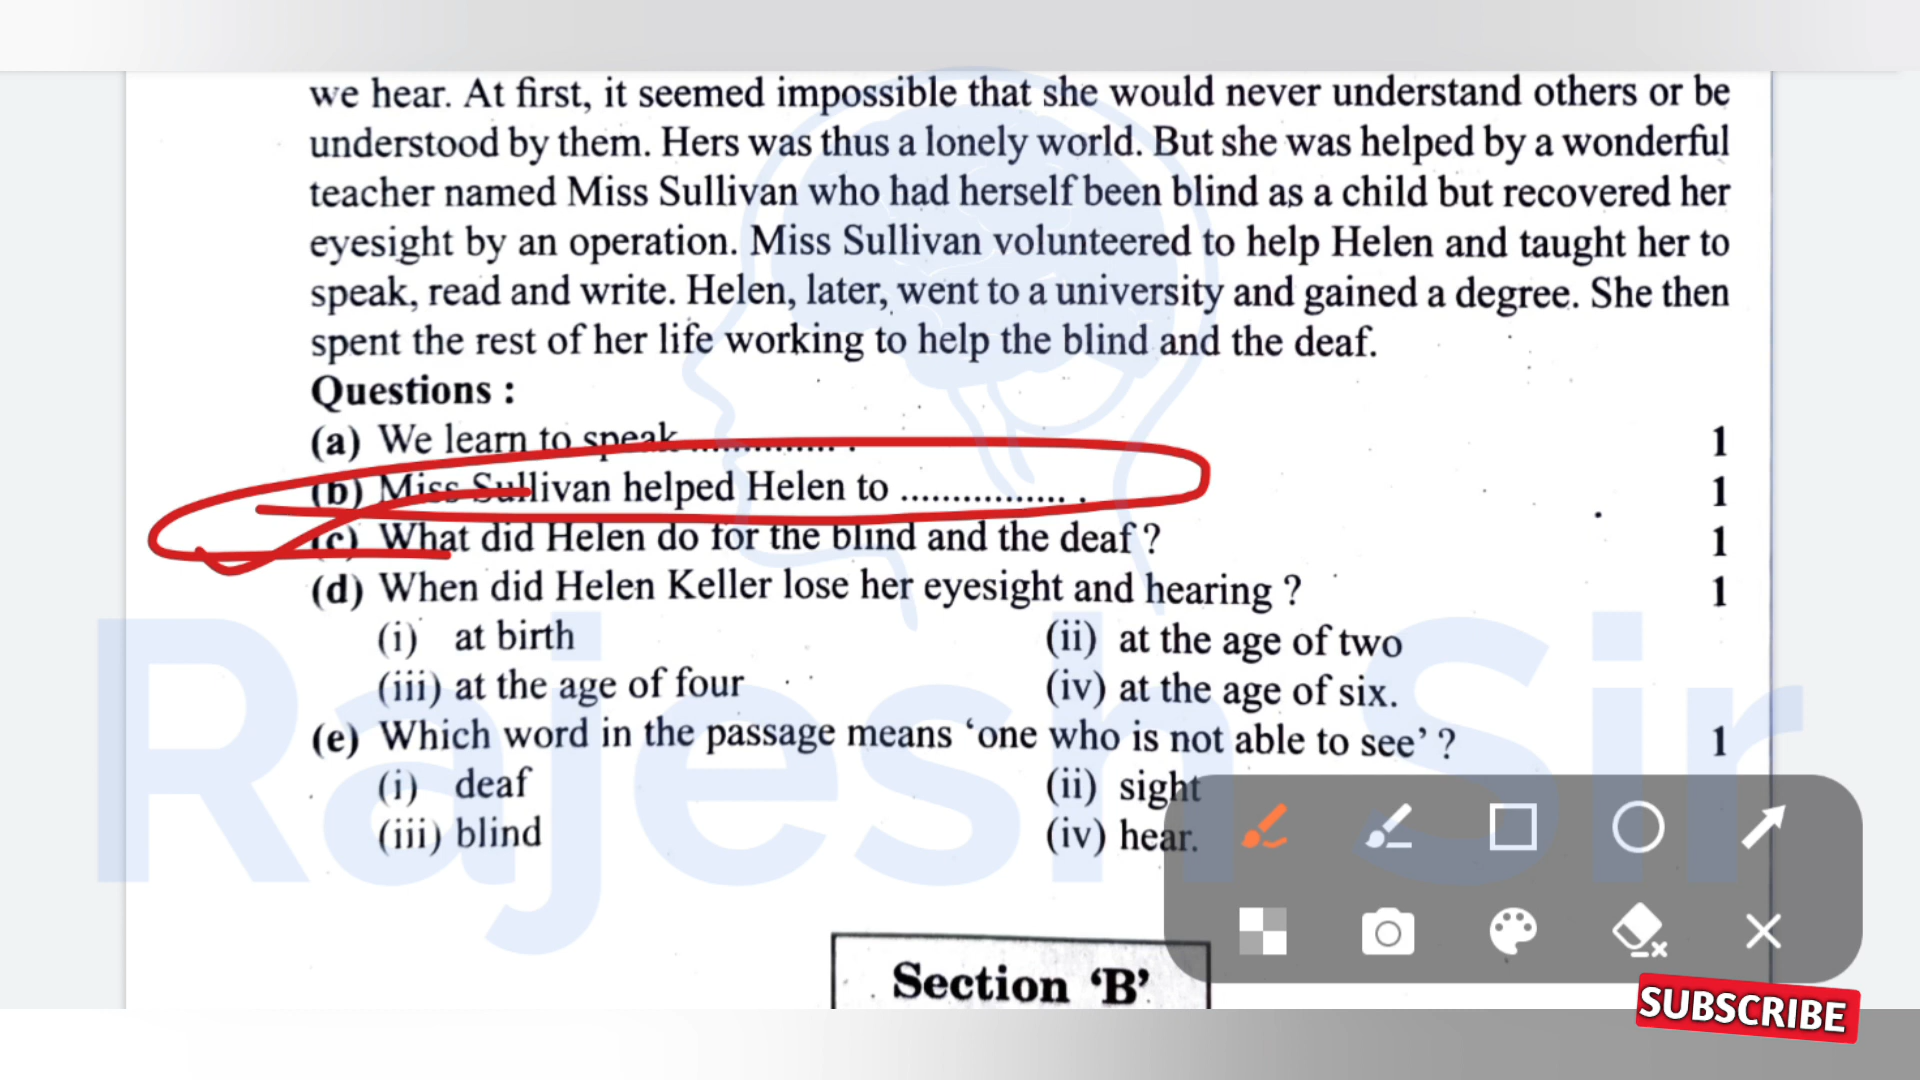 we hear. At first, it seemed impossible that she would never understand others or be
understood by them. Hers was thus a lonely world. But she was helped by a wonderful
teacher named Miss Sullivan who had herself been blind as a child but recovered her
eyesight by an operation. Miss Sullivan volunteered to help Helen and taught her to
speak, read and write. Helen, later, went to a university and gained a degree. She then
spent the rest of her life working to help the blind and the deaf.
Questions :
(a) We learn to speak .............. . 1
(b) Miss Sullivan helped Helen to ................ . 1
(c) What did Helen do for the blind and the deaf ? 1
(d) When did Helen Keller lose her eyesight and hearing ? 1
(i) at birth (ii) at the age of two
(iii) at the age of four (iv) at the age of six.
(e) Which word in the passage means ‘one who is not able to see’ ? 1
(i) deaf (ii) sight
(iii) blind (iv) hear.
Section ‘B’
Rajesh Sir
SUBSCRIBE